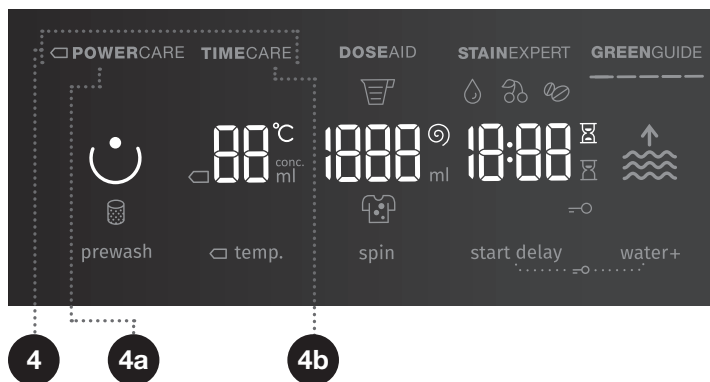 POWERCARE TIMECARE DOSEAID STAINEXPERT GREENGUIDE
88 °C conc. ml 1888 ml 18:88
prewash temp. spin start delay water+
4 4a 4b